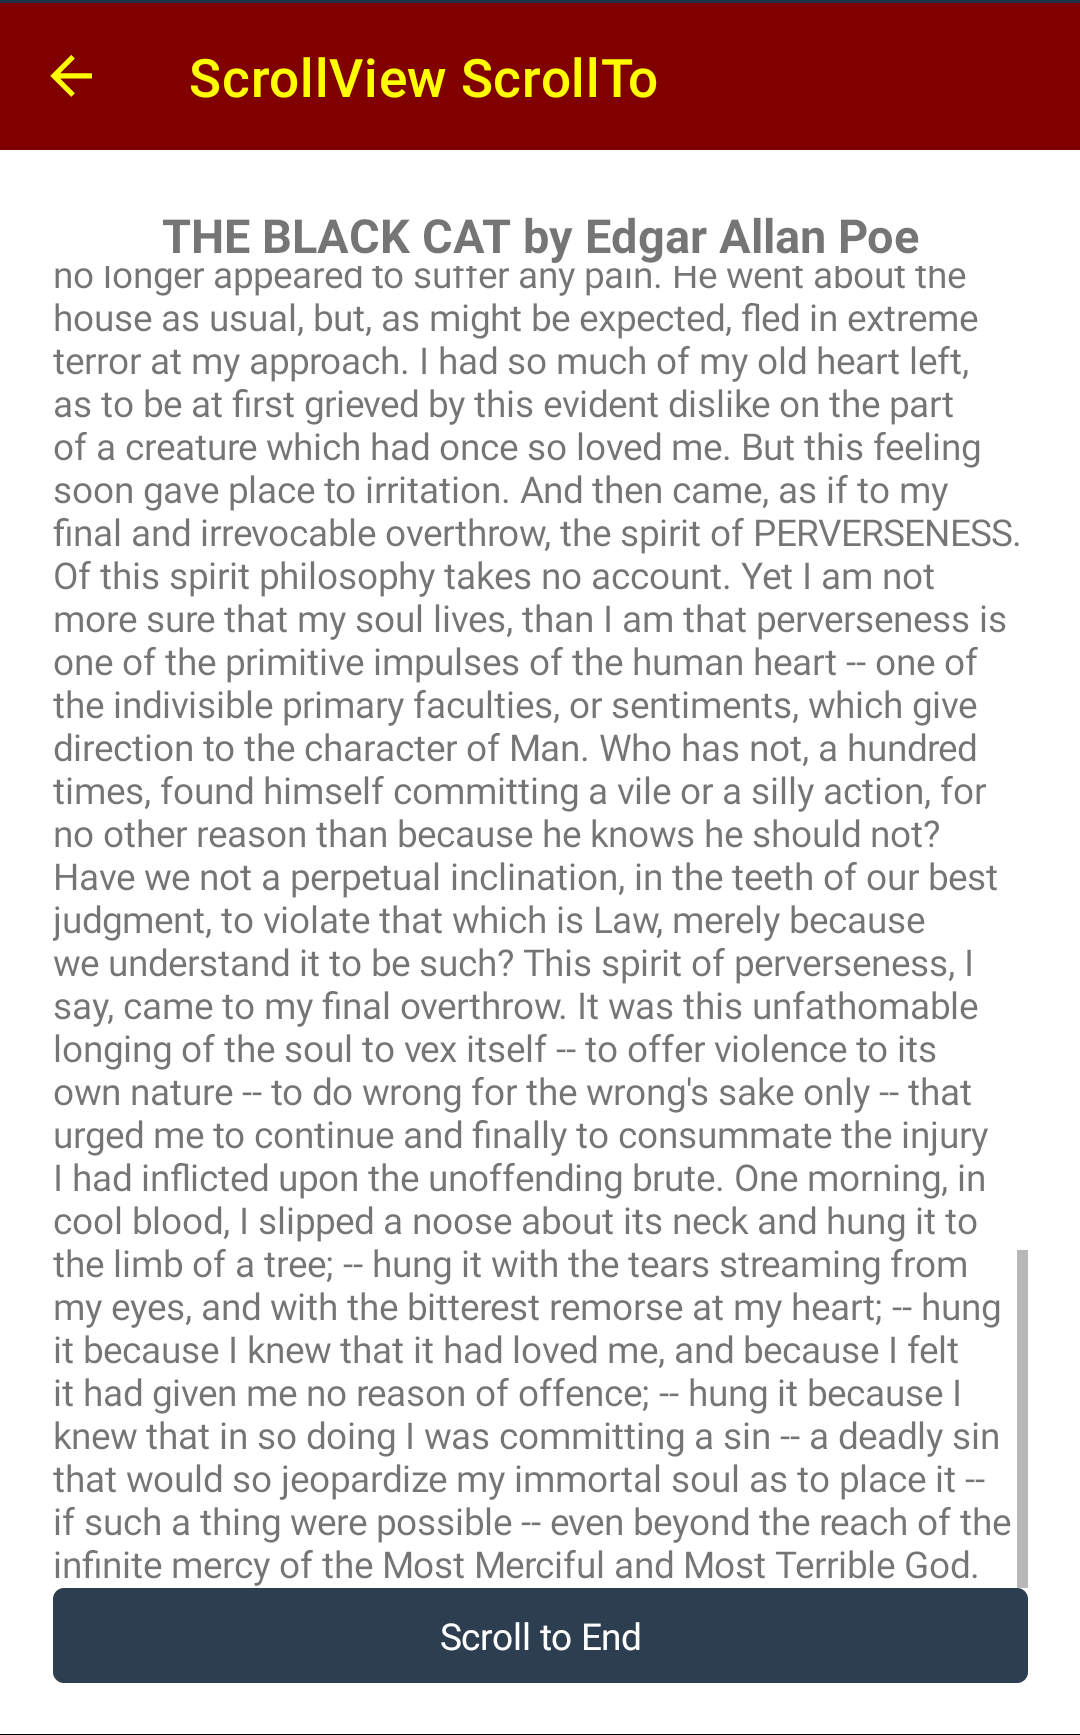 ScrollView ScrollTo
THE BLACK CAT by Edgar Allan Poe
no longer appeared to suffer any pain. He went about the
house as usual, but, as might be expected, fled in extreme
terror at my approach. I had so much of my old heart left,
as to be at first grieved by this evident dislike on the part
of a creature which had once so loved me. But this feeling
soon gave place to irritation. And then came, as if to my
final and irrevocable overthrow, the spirit of PERVERSENESS.
Of this spirit philosophy takes no account. Yet I am not
more sure that my soul lives, than I am that perverseness is
one of the primitive impulses of the human heart -- one of
the indivisible primary faculties, or sentiments, which give
direction to the character of Man. Who has not, a hundred
times, found himself committing a vile or a silly action, for
no other reason than because he knows he should not?
Have we not a perpetual inclination, in the teeth of our best
judgment, to violate that which is Law, merely because
we understand it to be such? This spirit of perverseness, I
say, came to my final overthrow. It was this unfathomable
longing of the soul to vex itself -- to offer violence to its
own nature -- to do wrong for the wrong's sake only -- that
urged me to continue and finally to consummate the injury
I had inflicted upon the unoffending brute. One morning, in
cool blood, I slipped a noose about its neck and hung it to
the limb of a tree; -- hung it with the tears streaming from
my eyes, and with the bitterest remorse at my heart; -- hung
it because I knew that it had loved me, and because I felt
it had given me no reason of offence; -- hung it because I
knew that in so doing I was committing a sin -- a deadly sin
that would so jeopardize my immortal soul as to place it --
if such a thing were possible -- even beyond the reach of the
infinite mercy of the Most Merciful and Most Terrible God.
Scroll to End